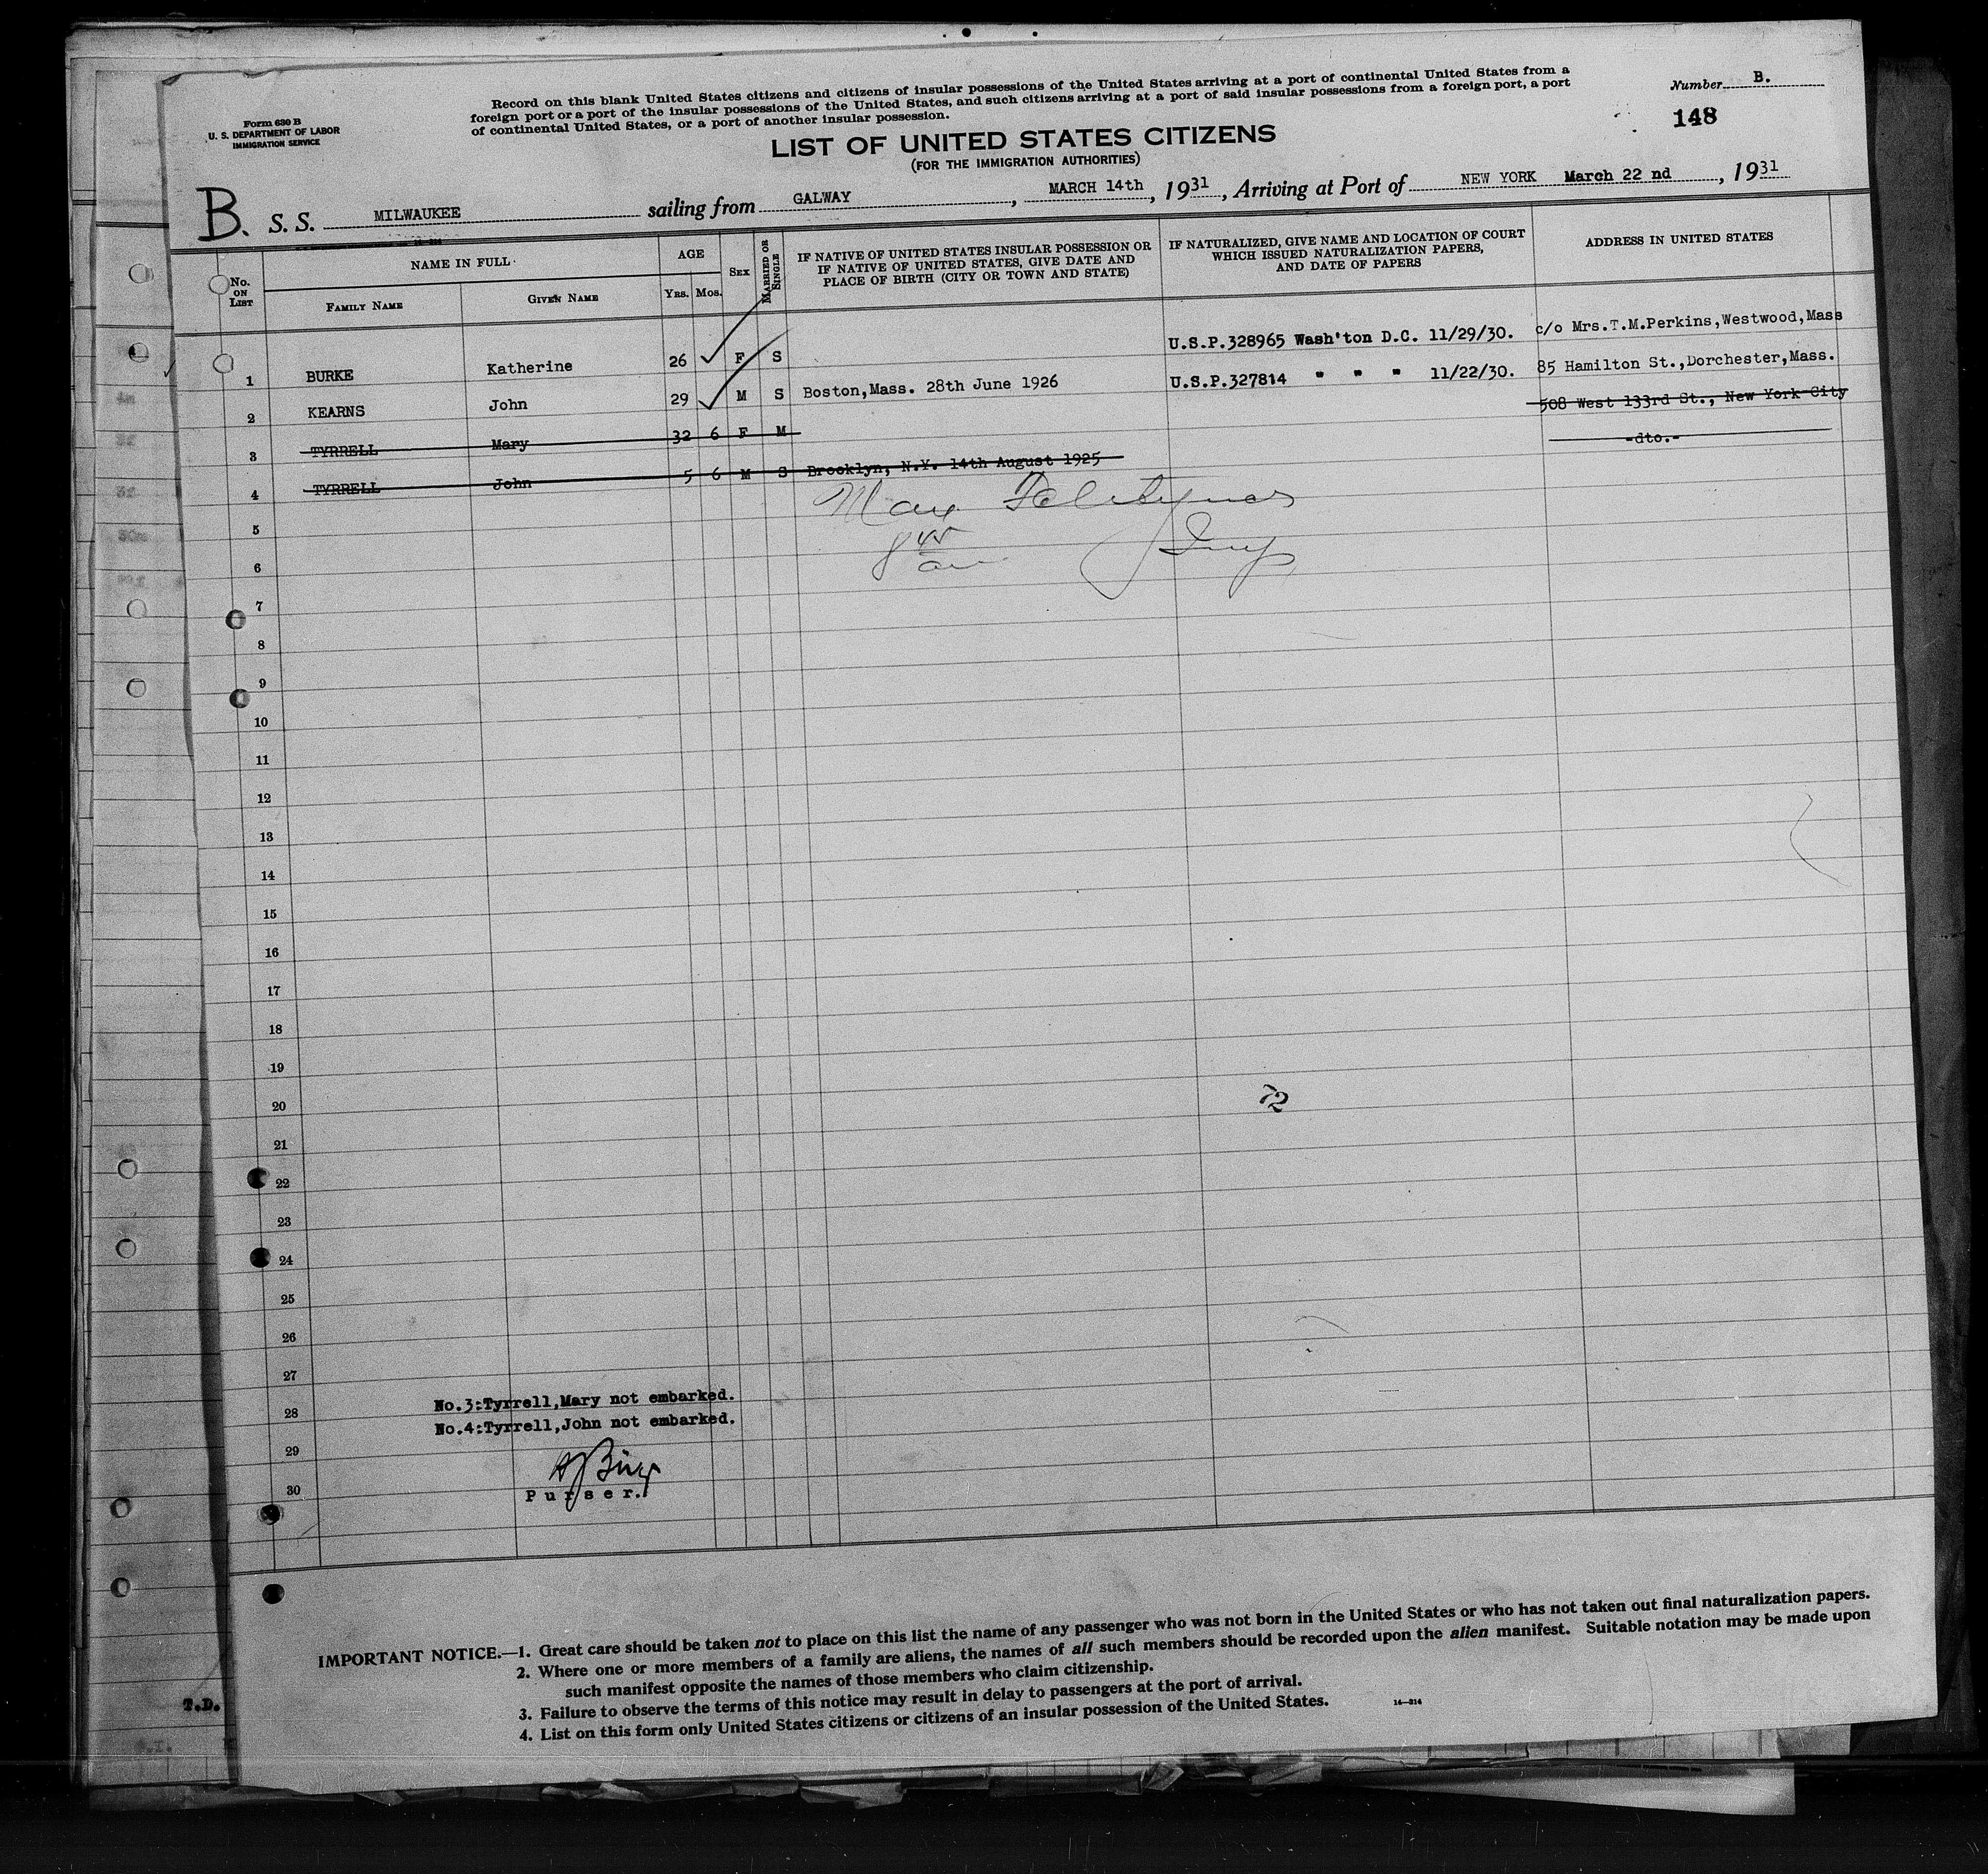 Form 630 B
U. S. DEPARTMENT OF LABOR
IMMIGRATION SERVICE
Record on this blank United States citizens and citizens of insular possessions of the United States arriving at a port of continental United States from a
foreign port or a port of the insular possessions of the United States, and such citizens arriving at a port of said insular possessions from a foreign port, a port
of continental United States, or a port of another insular possession.
Number B.
148
LIST OF UNITED STATES CITIZENS
(FOR THE IMMIGRATION AUTHORITIES)
B. S. S. MILWAUKEE sailing from GALWAY, MARCH 14th, 1931, Arriving at Port of NEW YORK March 22 nd, 1931
No. ON LIST
NAME IN FULL
FAMILY NAME GIVEN NAME
AGE
YRS. MOS.
SEX
MARRIED OR SINGLE
IF NATIVE OF UNITED STATES INSULAR POSSESSION OR
IF NATIVE OF UNITED STATES, GIVE DATE AND
PLACE OF BIRTH (CITY OR TOWN AND STATE)
IF NATURALIZED, GIVE NAME AND LOCATION OF COURT
WHICH ISSUED NATURALIZATION PAPERS,
AND DATE OF PAPERS
ADDRESS IN UNITED STATES
1 BURKE Katherine 26 F S U.S.P.328965 Wash'ton D.C. 11/29/30. c/o Mrs.T.M.Perkins,Westwood,Mass
2 KEARNS John 29 M S Boston,Mass. 28th June 1926 U.S.P.327814 " " " 11/22/30. 85 Hamilton St.,Dorchester,Mass.
3 TYRRELL Mary 32 6 F M 508 West 133rd St., New York City
4 TYRRELL John 5 6 M S Brooklyn, N.Y. 14th August 1925 -dto.-
5
6
7
8
9
10
11
12
13
14
15
16
17
18
19
20
72
21
22
23
24
25
26
27
28
29
30
No.3:Tyrrell,Mary not embarked.
No.4:Tyrrell,John not embarked.
Purser.
IMPORTANT NOTICE.—1. Great care should be taken not to place on this list the name of any passenger who was not born in the United States or who has not taken out final naturalization papers.
2. Where one or more members of a family are aliens, the names of all such members should be recorded upon the alien manifest. Suitable notation may be made upon
such manifest opposite the names of those members who claim citizenship.
3. Failure to observe the terms of this notice may result in delay to passengers at the port of arrival.
4. List on this form only United States citizens or citizens of an insular possession of the United States. 14—214
T.D.